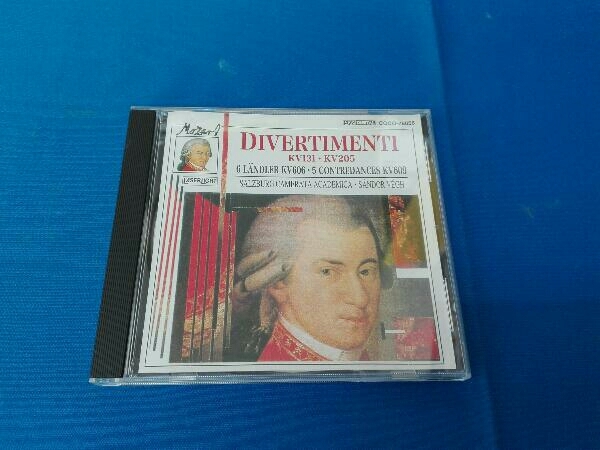 Mozart
DIVERTIMENTI
KV131 · KV205
6 LÄNDLER KV606 · 5 CONTREDANCES KV609
SALZBURG CAMERATA ACADEMICA · SANDOR VEGH
LASERLIGHT